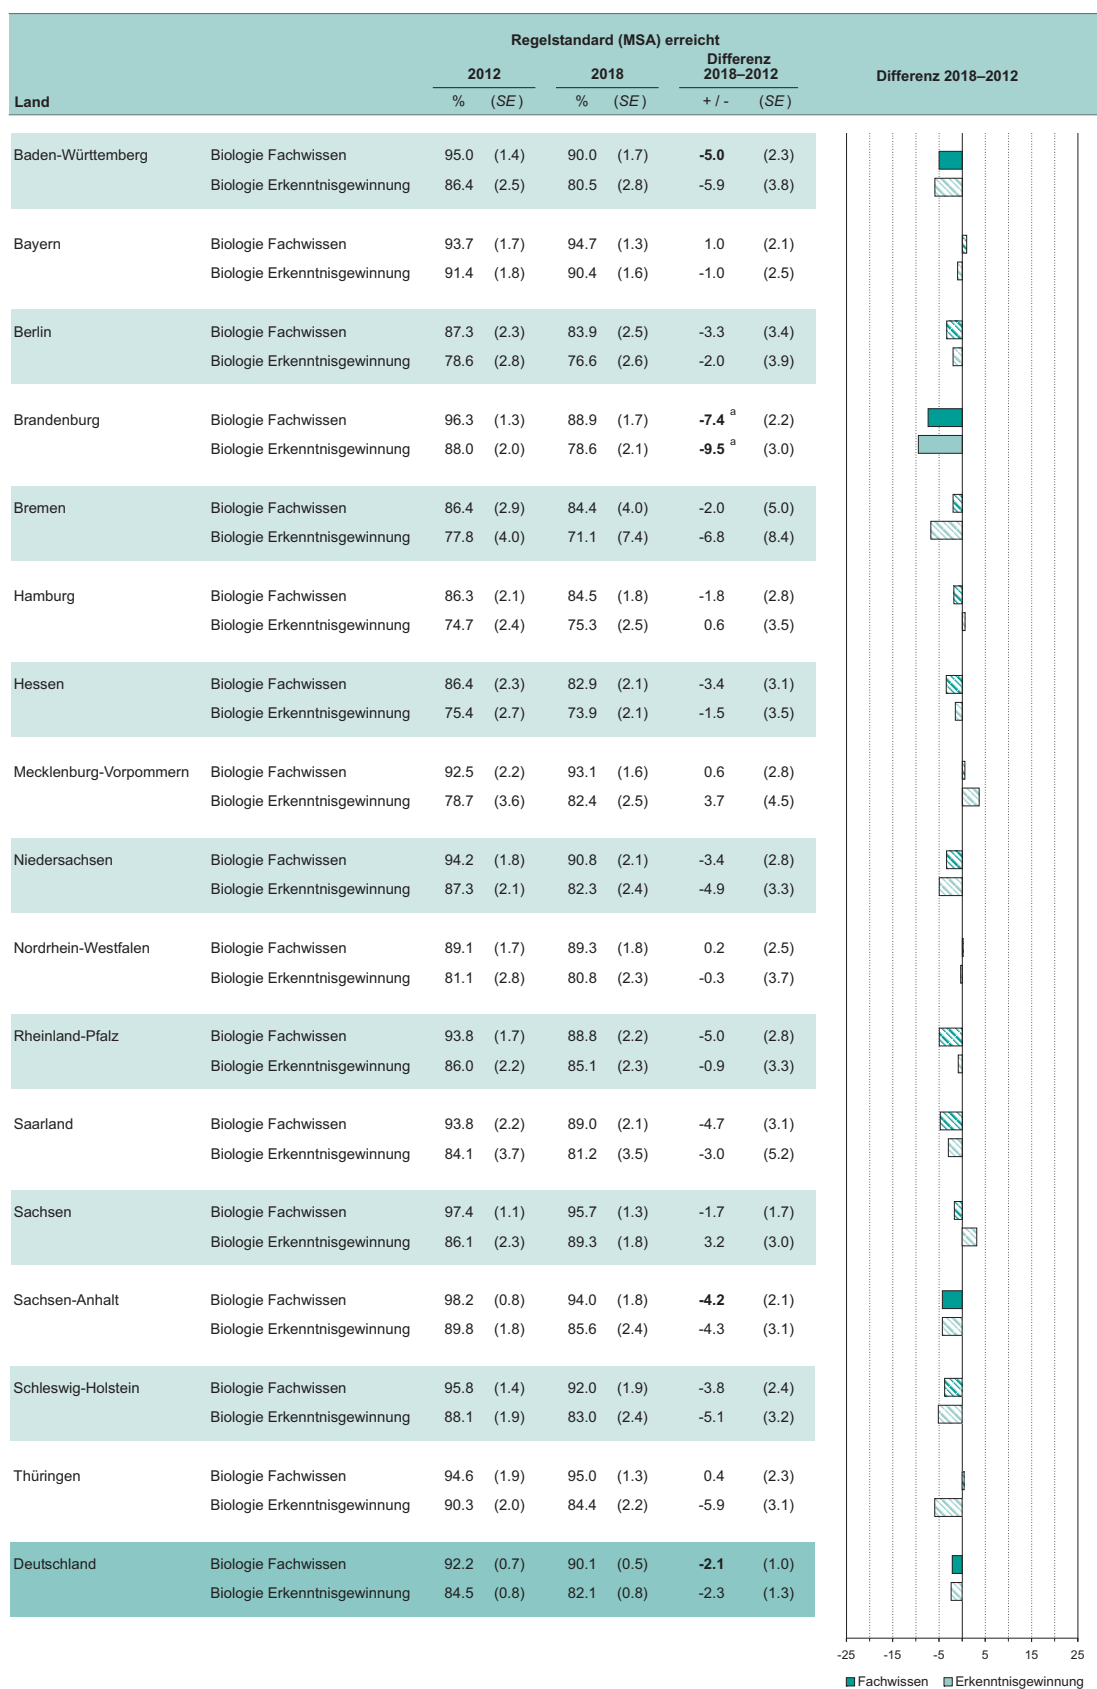 Regelstandard (MSA) erreicht
2012 2018 Differenz 2018–2012 Differenz 2018–2012
Land % (SE) % (SE) + / - (SE)
Baden-Württemberg Biologie Fachwissen 95.0 (1.4) 90.0 (1.7) -5.0 (2.3)
Biologie Erkenntnisgewinnung 86.4 (2.5) 80.5 (2.8) -5.9 (3.8)
Bayern Biologie Fachwissen 93.7 (1.7) 94.7 (1.3) 1.0 (2.1)
Biologie Erkenntnisgewinnung 91.4 (1.8) 90.4 (1.6) -1.0 (2.5)
Berlin Biologie Fachwissen 87.3 (2.3) 83.9 (2.5) -3.3 (3.4)
Biologie Erkenntnisgewinnung 78.6 (2.8) 76.6 (2.6) -2.0 (3.9)
Brandenburg Biologie Fachwissen 96.3 (1.3) 88.9 (1.7) -7.4 a (2.2)
Biologie Erkenntnisgewinnung 88.0 (2.0) 78.6 (2.1) -9.5 a (3.0)
Bremen Biologie Fachwissen 86.4 (2.9) 84.4 (4.0) -2.0 (5.0)
Biologie Erkenntnisgewinnung 77.8 (4.0) 71.1 (7.4) -6.8 (8.4)
Hamburg Biologie Fachwissen 86.3 (2.1) 84.5 (1.8) -1.8 (2.8)
Biologie Erkenntnisgewinnung 74.7 (2.4) 75.3 (2.5) 0.6 (3.5)
Hessen Biologie Fachwissen 86.4 (2.3) 82.9 (2.1) -3.4 (3.1)
Biologie Erkenntnisgewinnung 75.4 (2.7) 73.9 (2.1) -1.5 (3.5)
Mecklenburg-Vorpommern Biologie Fachwissen 92.5 (2.2) 93.1 (1.6) 0.6 (2.8)
Biologie Erkenntnisgewinnung 78.7 (3.6) 82.4 (2.5) 3.7 (4.5)
Niedersachsen Biologie Fachwissen 94.2 (1.8) 90.8 (2.1) -3.4 (2.8)
Biologie Erkenntnisgewinnung 87.3 (2.1) 82.3 (2.4) -4.9 (3.3)
Nordrhein-Westfalen Biologie Fachwissen 89.1 (1.7) 89.3 (1.8) 0.2 (2.5)
Biologie Erkenntnisgewinnung 81.1 (2.8) 80.8 (2.3) -0.3 (3.7)
Rheinland-Pfalz Biologie Fachwissen 93.8 (1.7) 88.8 (2.2) -5.0 (2.8)
Biologie Erkenntnisgewinnung 86.0 (2.2) 85.1 (2.3) -0.9 (3.3)
Saarland Biologie Fachwissen 93.8 (2.2) 89.0 (2.1) -4.7 (3.1)
Biologie Erkenntnisgewinnung 84.1 (3.7) 81.2 (3.5) -3.0 (5.2)
Sachsen Biologie Fachwissen 97.4 (1.1) 95.7 (1.3) -1.7 (1.7)
Biologie Erkenntnisgewinnung 86.1 (2.3) 89.3 (1.8) 3.2 (3.0)
Sachsen-Anhalt Biologie Fachwissen 98.2 (0.8) 94.0 (1.8) -4.2 (2.1)
Biologie Erkenntnisgewinnung 89.8 (1.8) 85.6 (2.4) -4.3 (3.1)
Schleswig-Holstein Biologie Fachwissen 95.8 (1.4) 92.0 (1.9) -3.8 (2.4)
Biologie Erkenntnisgewinnung 88.1 (1.9) 83.0 (2.4) -5.1 (3.2)
Thüringen Biologie Fachwissen 94.6 (1.9) 95.0 (1.3) 0.4 (2.3)
Biologie Erkenntnisgewinnung 90.3 (2.0) 84.4 (2.2) -5.9 (3.1)
Deutschland Biologie Fachwissen 92.2 (0.7) 90.1 (0.5) -2.1 (1.0)
Biologie Erkenntnisgewinnung 84.5 (0.8) 82.1 (0.8) -2.3 (1.3)
-25 -15 -5 5 15 25
Fachwissen Erkenntnisgewinnung